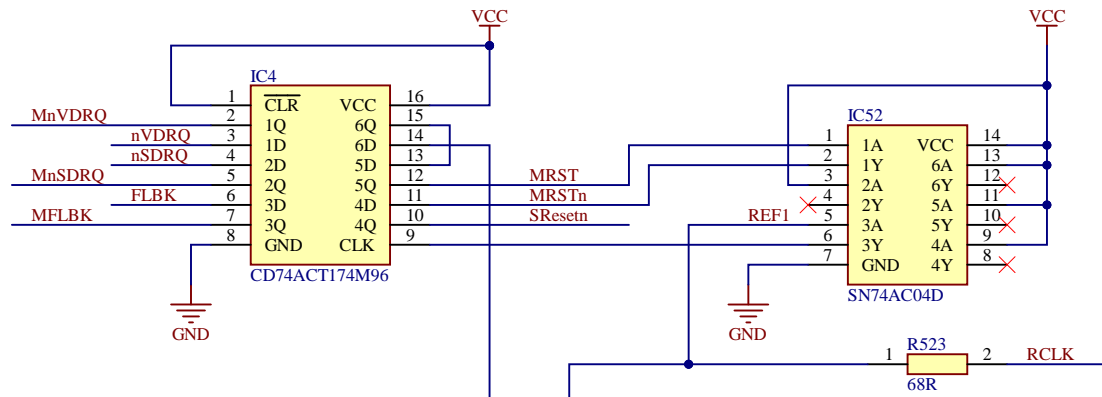 VCC
VCC
IC4
1 CLR VCC 16
MnVDRQ 2 1Q 6Q 15
nVDRQ 3 1D 6D 14
nSDRQ 4 2D 5D 13
MnSDRQ 5 2Q 5Q 12 MRST
FLBK 6 3D 4D 11 MRSTn
MFLBK 7 3Q 4Q 10 SResetn
8 GND CLK 9
CD74ACT174M96
GND
IC52
1 1A VCC 14
2 1Y 6A 13
3 2A 6Y 12
4 2Y 5A 11
REF1 5 3A 5Y 10
6 3Y 4A 9
7 GND 4Y 8
SN74AC04D
GND
R523
1 2 RCLK
68R